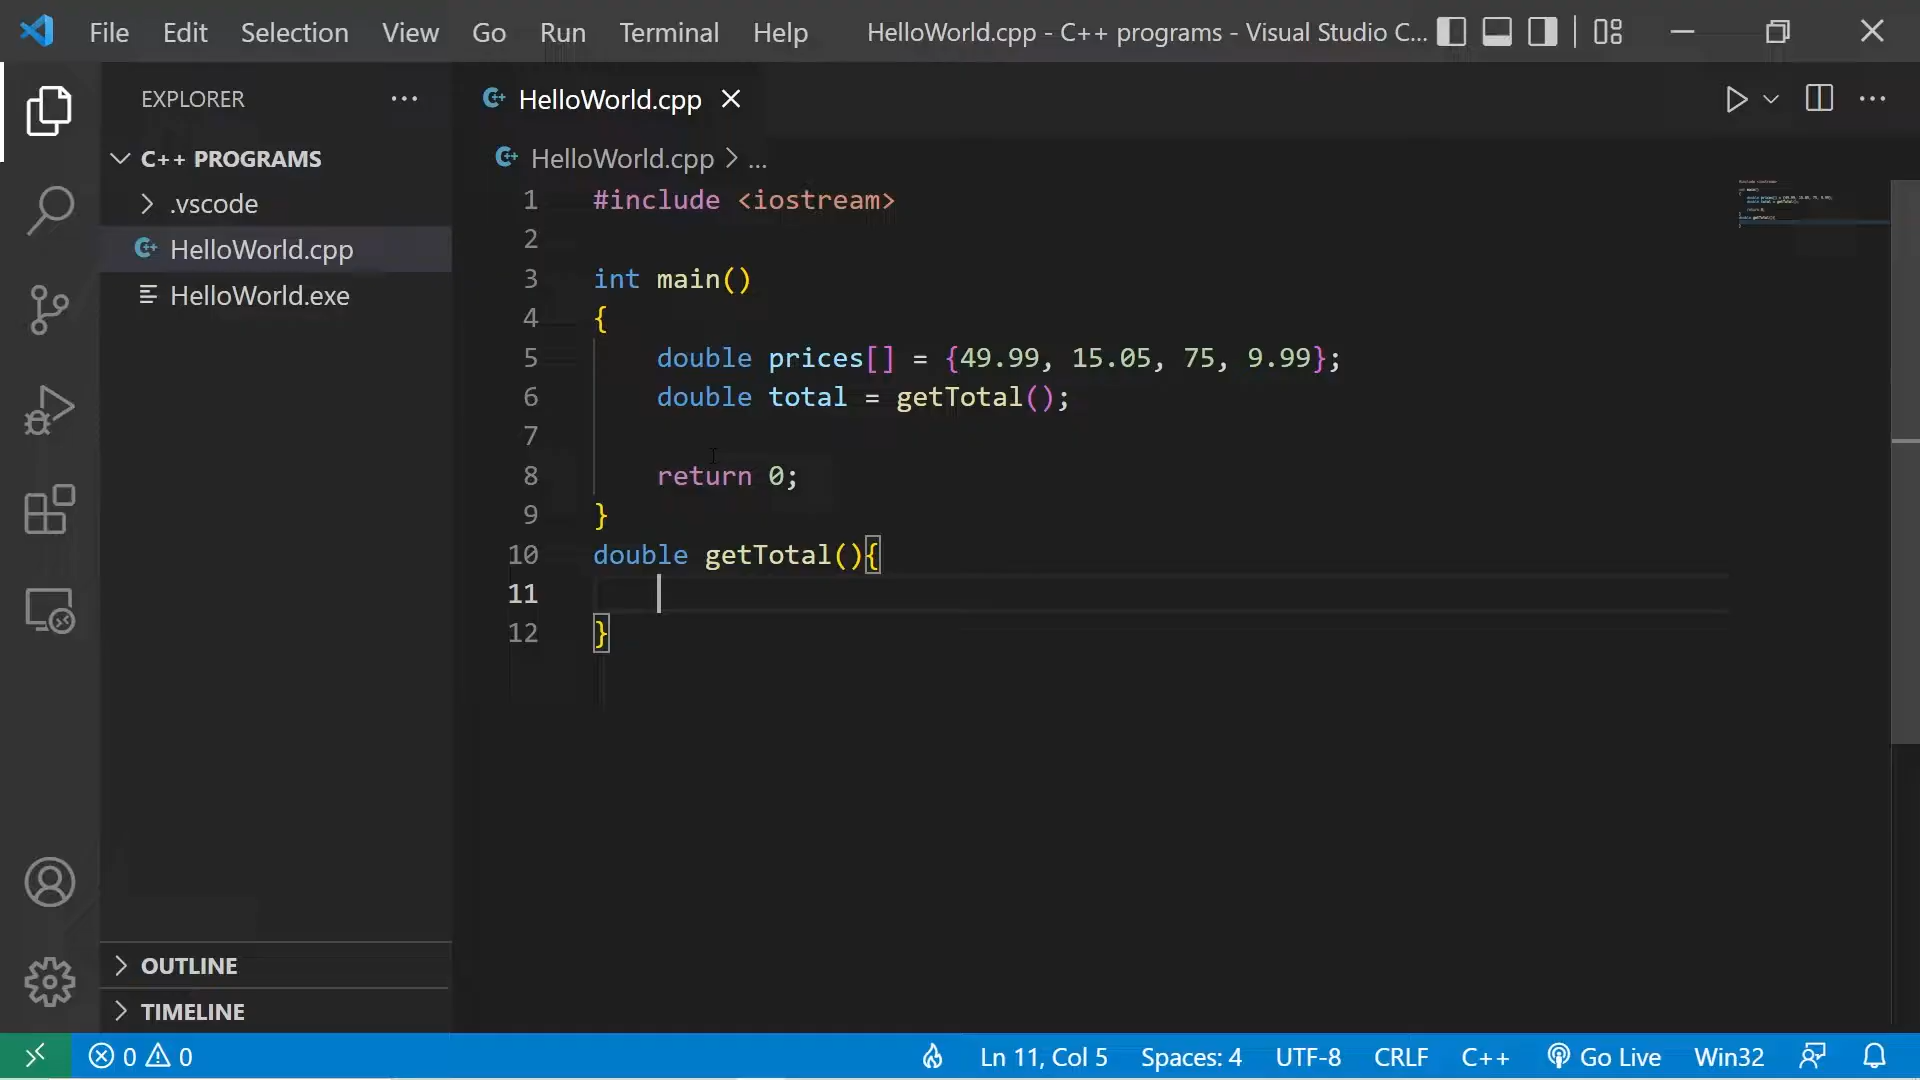 File Edit Selection View Go Run Terminal Help HelloWorld.cpp - C++ programs - Visual Studio C...
EXPLORER
C++ PROGRAMS
.vscode
HelloWorld.cpp
HelloWorld.exe
OUTLINE
TIMELINE
HelloWorld.cpp
HelloWorld.cpp > ...
1 #include <iostream>
2
3 int main()
4 {
5 double prices[] = {49.99, 15.05, 75, 9.99};
6 double total = getTotal();
7
8 return 0;
9 }
10 double getTotal(){
11
12 }
0 0 Ln 11, Col 5 Spaces: 4 UTF-8 CRLF C++ Go Live Win32